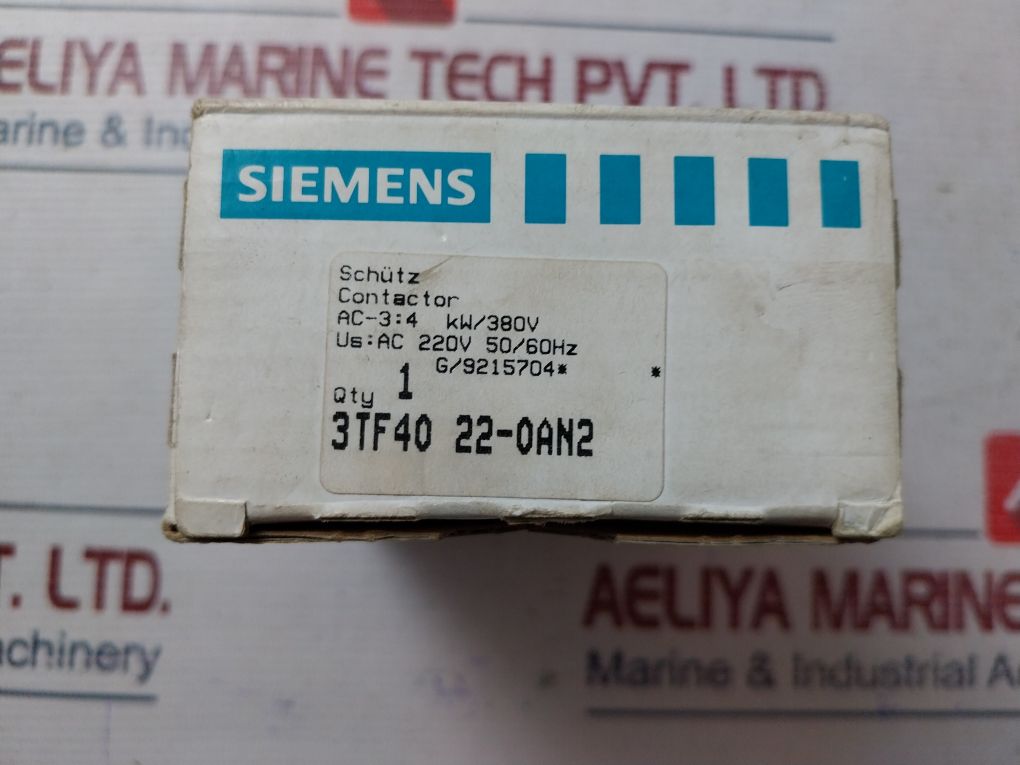 ELIYA MARINE TECH PVT. LTD
arine & Ind
SIEMENS
Schütz
Contactor
AC-3:4 kW/380V
Us:AC 220V 50/60Hz
G/9215704* *
Qty 1
3TF40 22-0AN2
T. LTD.
achinery
AELIYA MARINE
Marine & Industrial A